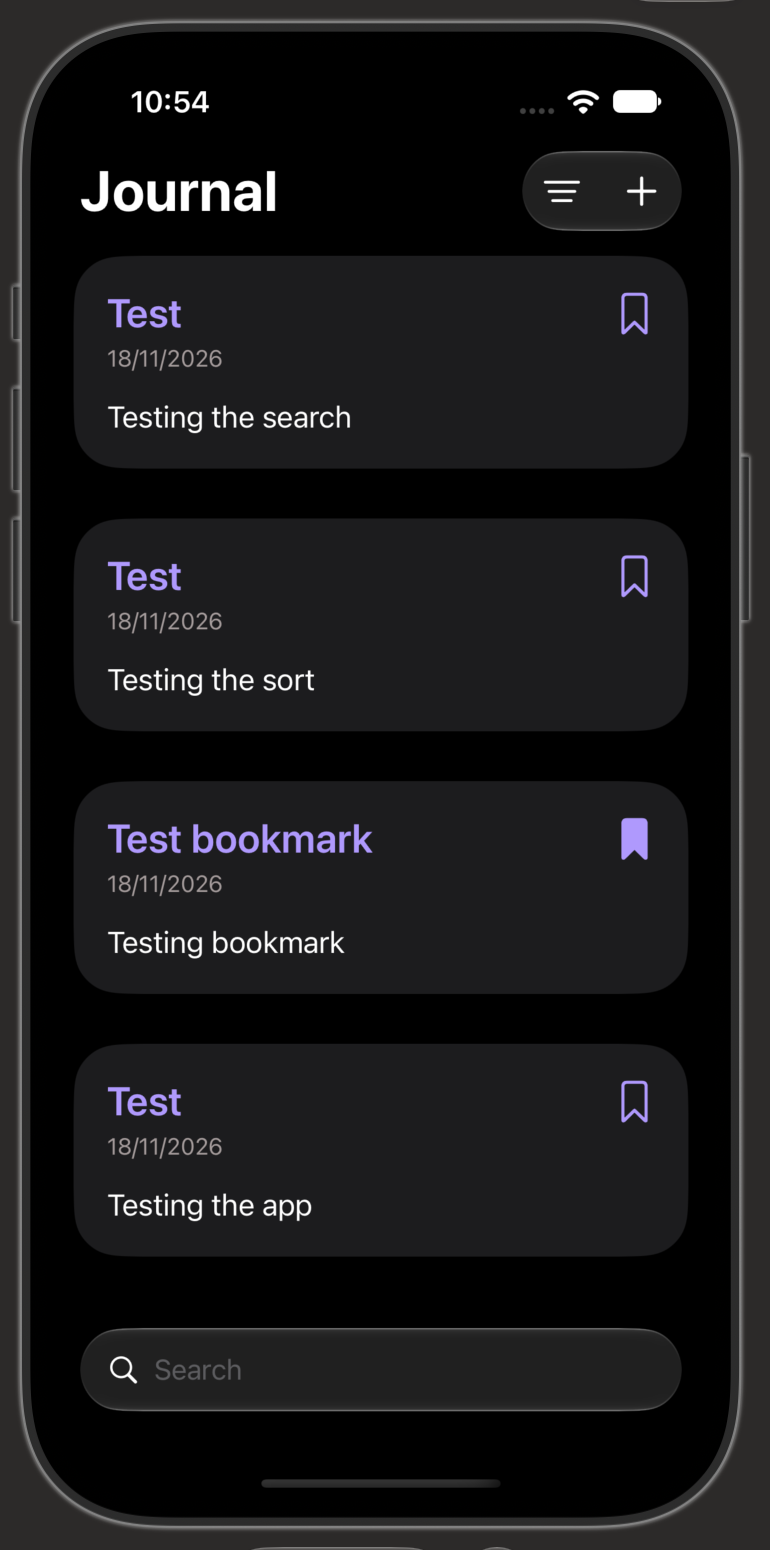 10:54
Journal
Test
18/11/2026
Testing the search
Test
18/11/2026
Testing the sort
Test bookmark
18/11/2026
Testing bookmark
Test
18/11/2026
Testing the app
Search